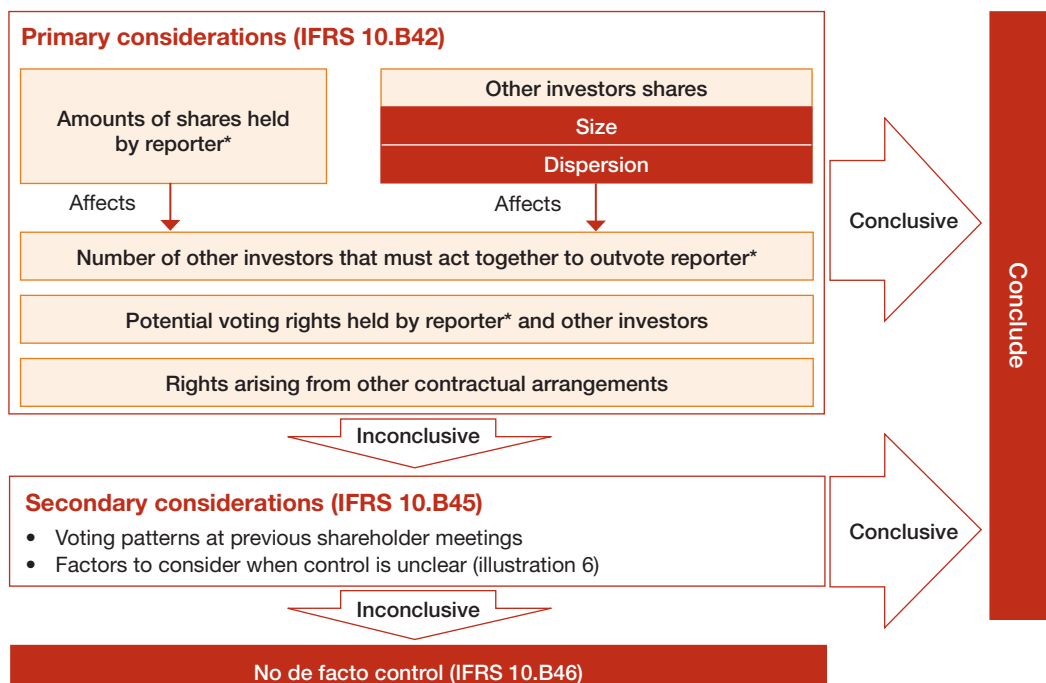 Primary considerations (IFRS 10.B42)
Amounts of shares held
by reporter*
Other investors shares
Size
Dispersion
Affects
Affects
Number of other investors that must act together to outvote reporter*
Potential voting rights held by reporter* and other investors
Rights arising from other contractual arrangements
Conclusive
Conclude
Inconclusive
Secondary considerations (IFRS 10.B45)
• Voting patterns at previous shareholder meetings
• Factors to consider when control is unclear (illustration 6)
Conclusive
Inconclusive
No de facto control (IFRS 10.B46)